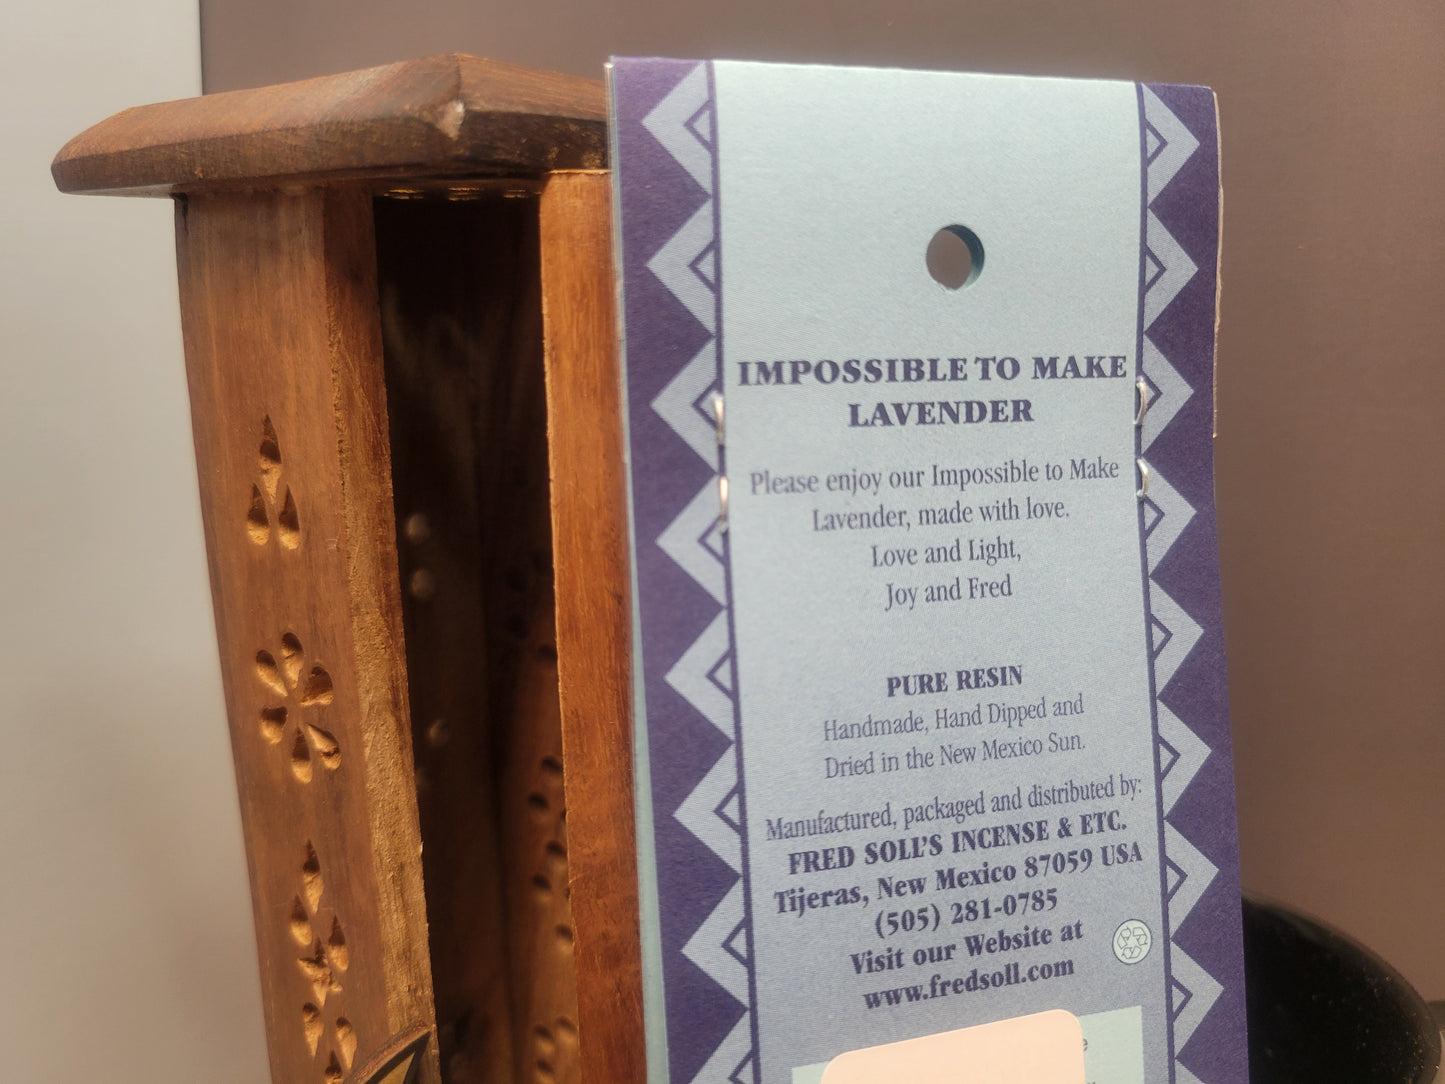 IMPOSSIBLE TO MAKE
LAVENDER
Please enjoy our Impossible to Make
Lavender, made with love.
Love and Light,
Joy and Fred
PURE RESIN
Handmade, Hand Dipped and
Dried in the New Mexico Sun.
Manufactured, packaged and distributed by:
FRED SOLL'S INCENSE & ETC.
Tijeras, New Mexico 87059 USA
(505) 281-0785
Visit our Website at
www.fredsoll.com